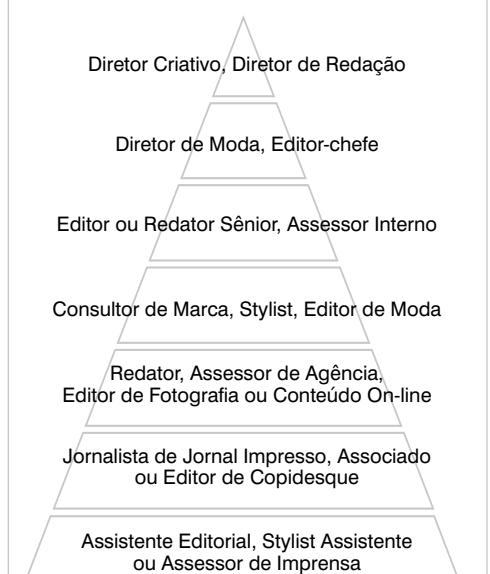 Diretor Criativo, Diretor de Redação
Diretor de Moda, Editor-chefe
Editor ou Redator Sênior, Assessor Interno
Consultor de Marca, Stylist, Editor de Moda
Redator, Assessor de Agência,
Editor de Fotografia ou Conteúdo On-line
Jornalista de Jornal Impresso, Associado
ou Editor de Copidesque
Assistente Editorial, Stylist Assistente
ou Assessor de Imprensa